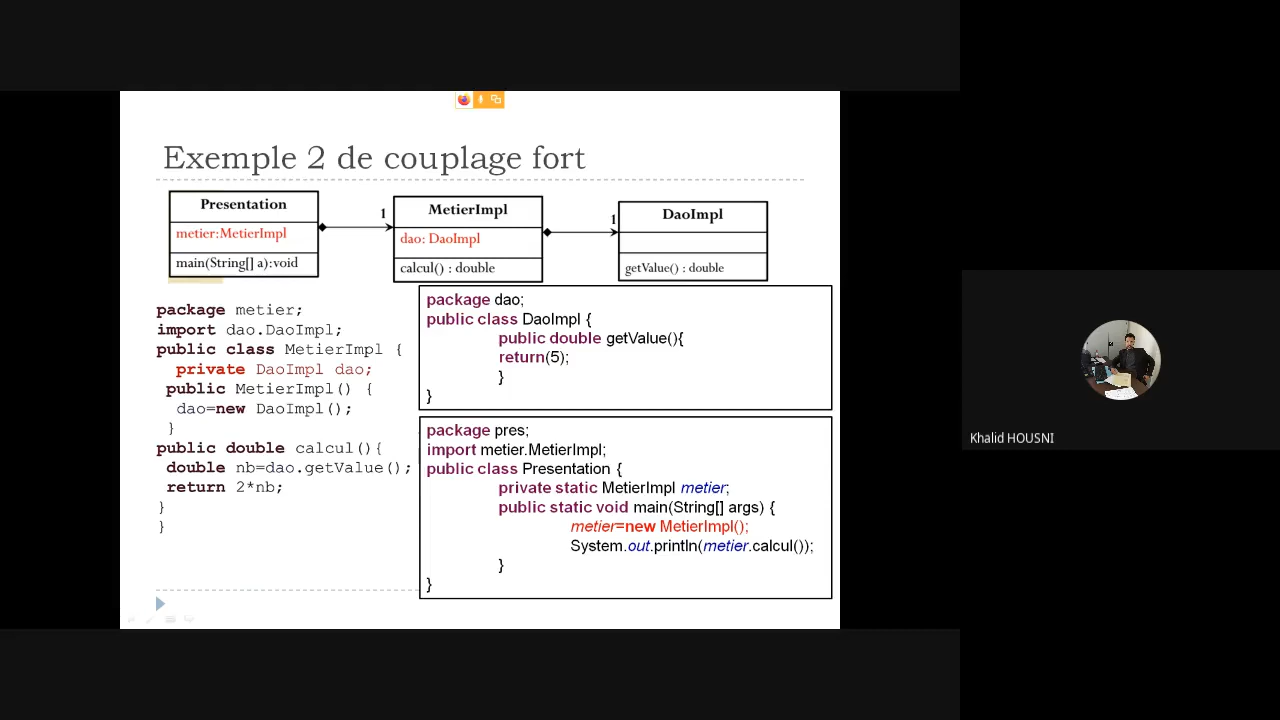 Exemple 2 de couplage fort
Presentation
metier:MetierImpl
main(String[] a):void
1
MetierImpl
dao: DaoImpl
calcul() : double
1
DaoImpl
getValue() : double
package metier;
import dao.DaoImpl;
public class MetierImpl {
private DaoImpl dao;
public MetierImpl() {
dao=new DaoImpl();
}
public double calcul(){
double nb=dao.getValue();
return 2*nb;
}
}
package dao;
public class DaoImpl {
public double getValue(){
return(5);
}
}
package pres;
import metier.MetierImpl;
public class Presentation {
private static MetierImpl metier;
public static void main(String[] args) {
metier=new MetierImpl();
System.out.println(metier.calcul());
}
}
Khalid HOUSNI